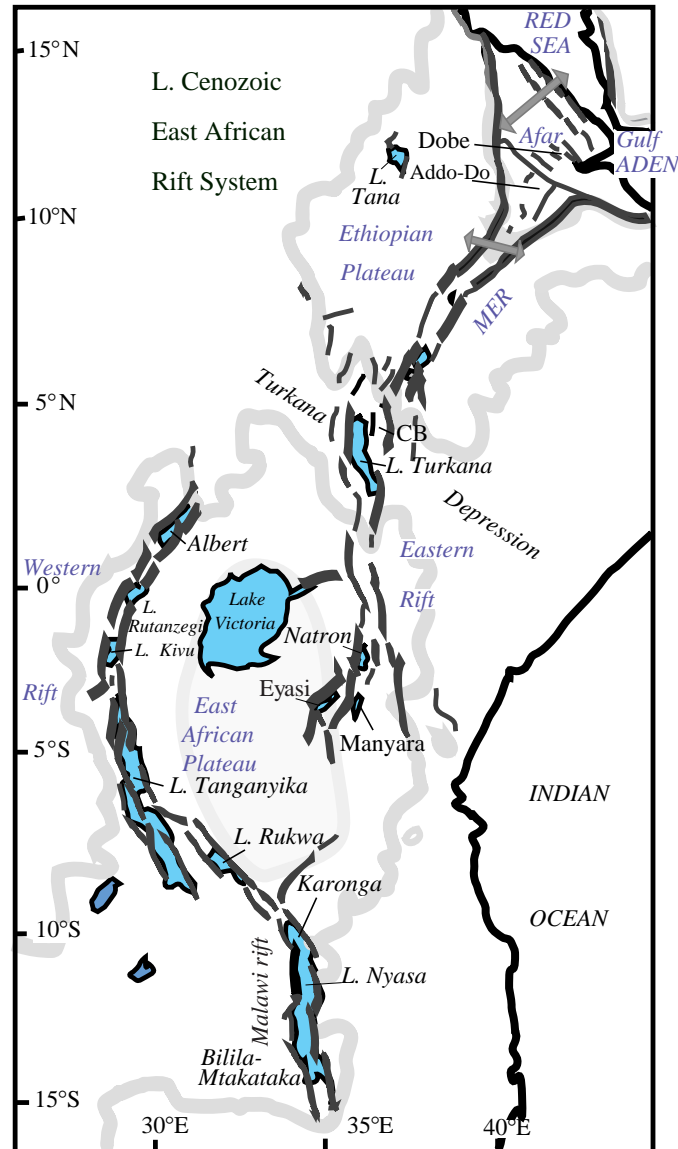 RED
SEA
15°N
L. Cenozoic
East African
Rift System
Dobe
Afar
Gulf
ADEN
L.
Tana
Addo-Do
10°N
Ethiopian
Plateau
MER
5°N
Turkana
CB
L. Turkana
Depression
Albert
Western
Eastern
0°
Rift
L.
Rutanzegi
L. Kivu
Lake
Victoria
Natron
Rift
Eyasi
East
African
Plateau
Manyara
5°S
L. Tanganyika
INDIAN
L. Rukwa
Karonga
10°S
OCEAN
Malawi rift
L. Nyasa
Bilila-
Mtakataka
15°S
30°E
35°E
40°E